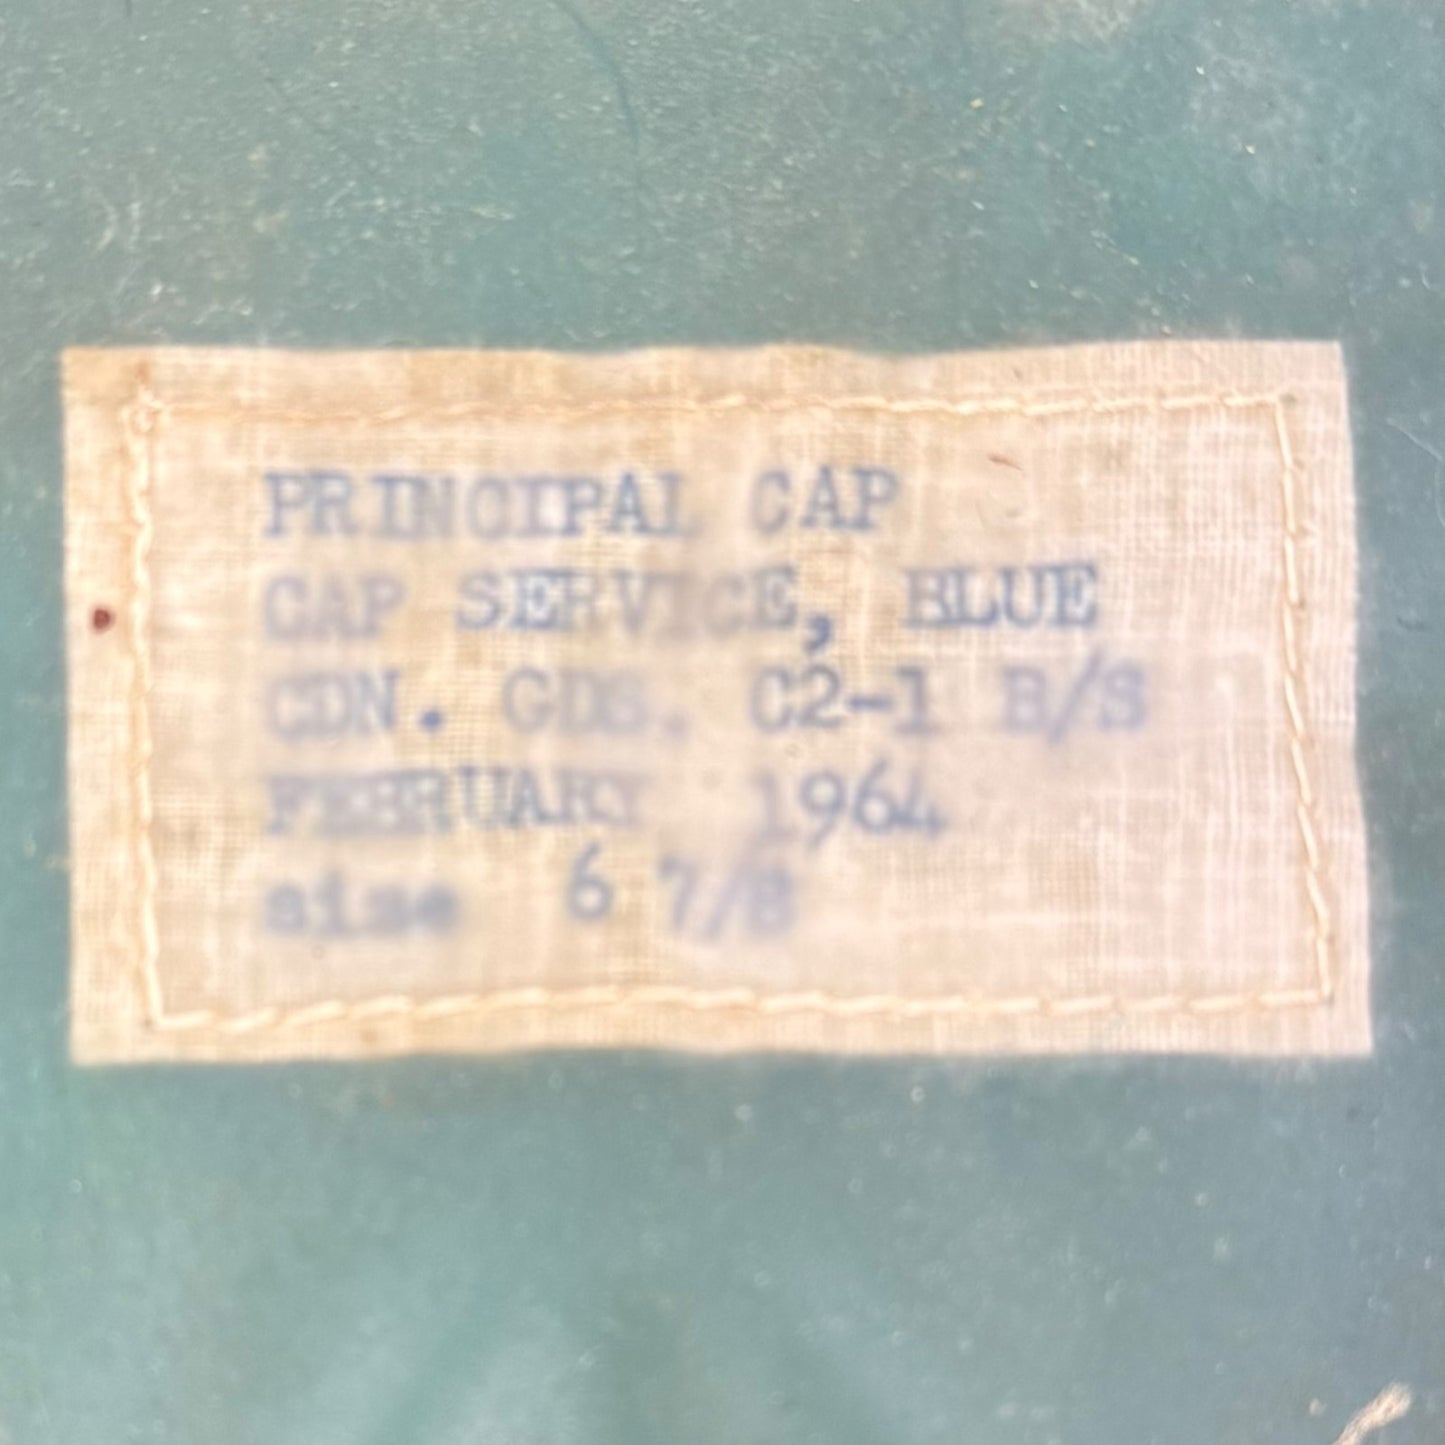 PRINCIPAL CAP
CAP SERVICE, BLUE
CDN. GDS. C2-1 B/S
FEBRUARY 1964
size 6 7/8